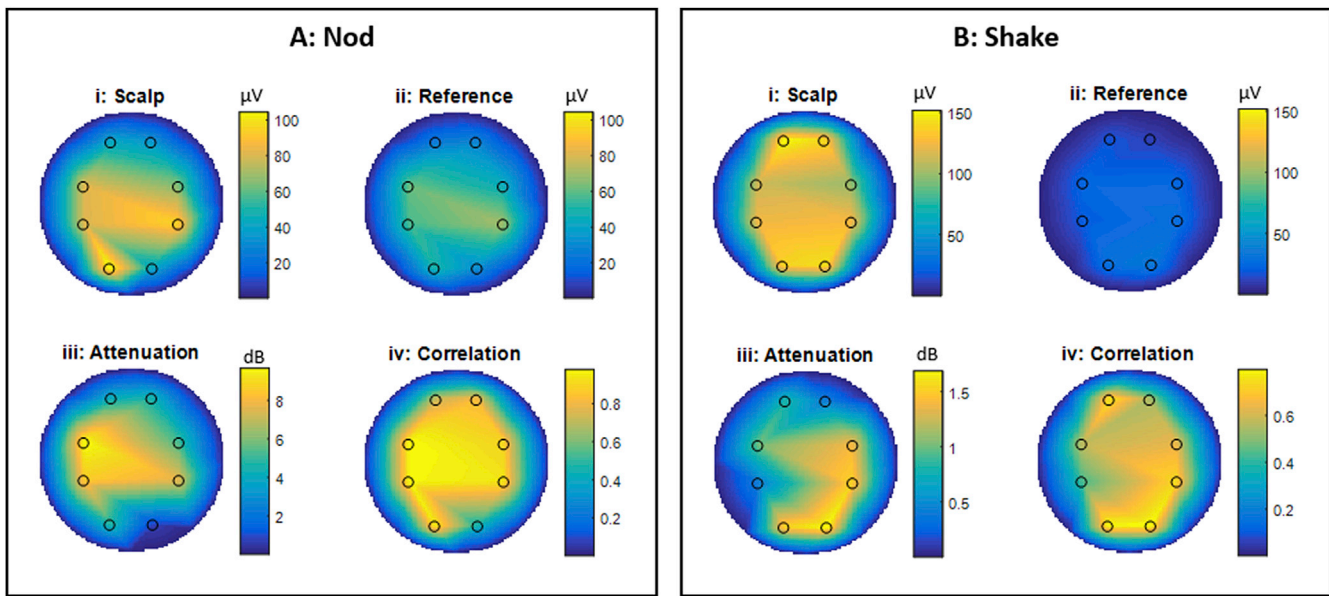 A: Nod
i: Scalp
µV
100
80
60
40
20
ii: Reference
µV
100
80
60
40
20
iii: Attenuation
dB
8
6
4
2
iv: Correlation
0.8
0.6
0.4
0.2
B: Shake
i: Scalp
µV
150
100
50
ii: Reference
µV
150
100
50
iii: Attenuation
dB
1.5
1
0.5
iv: Correlation
0.6
0.4
0.2